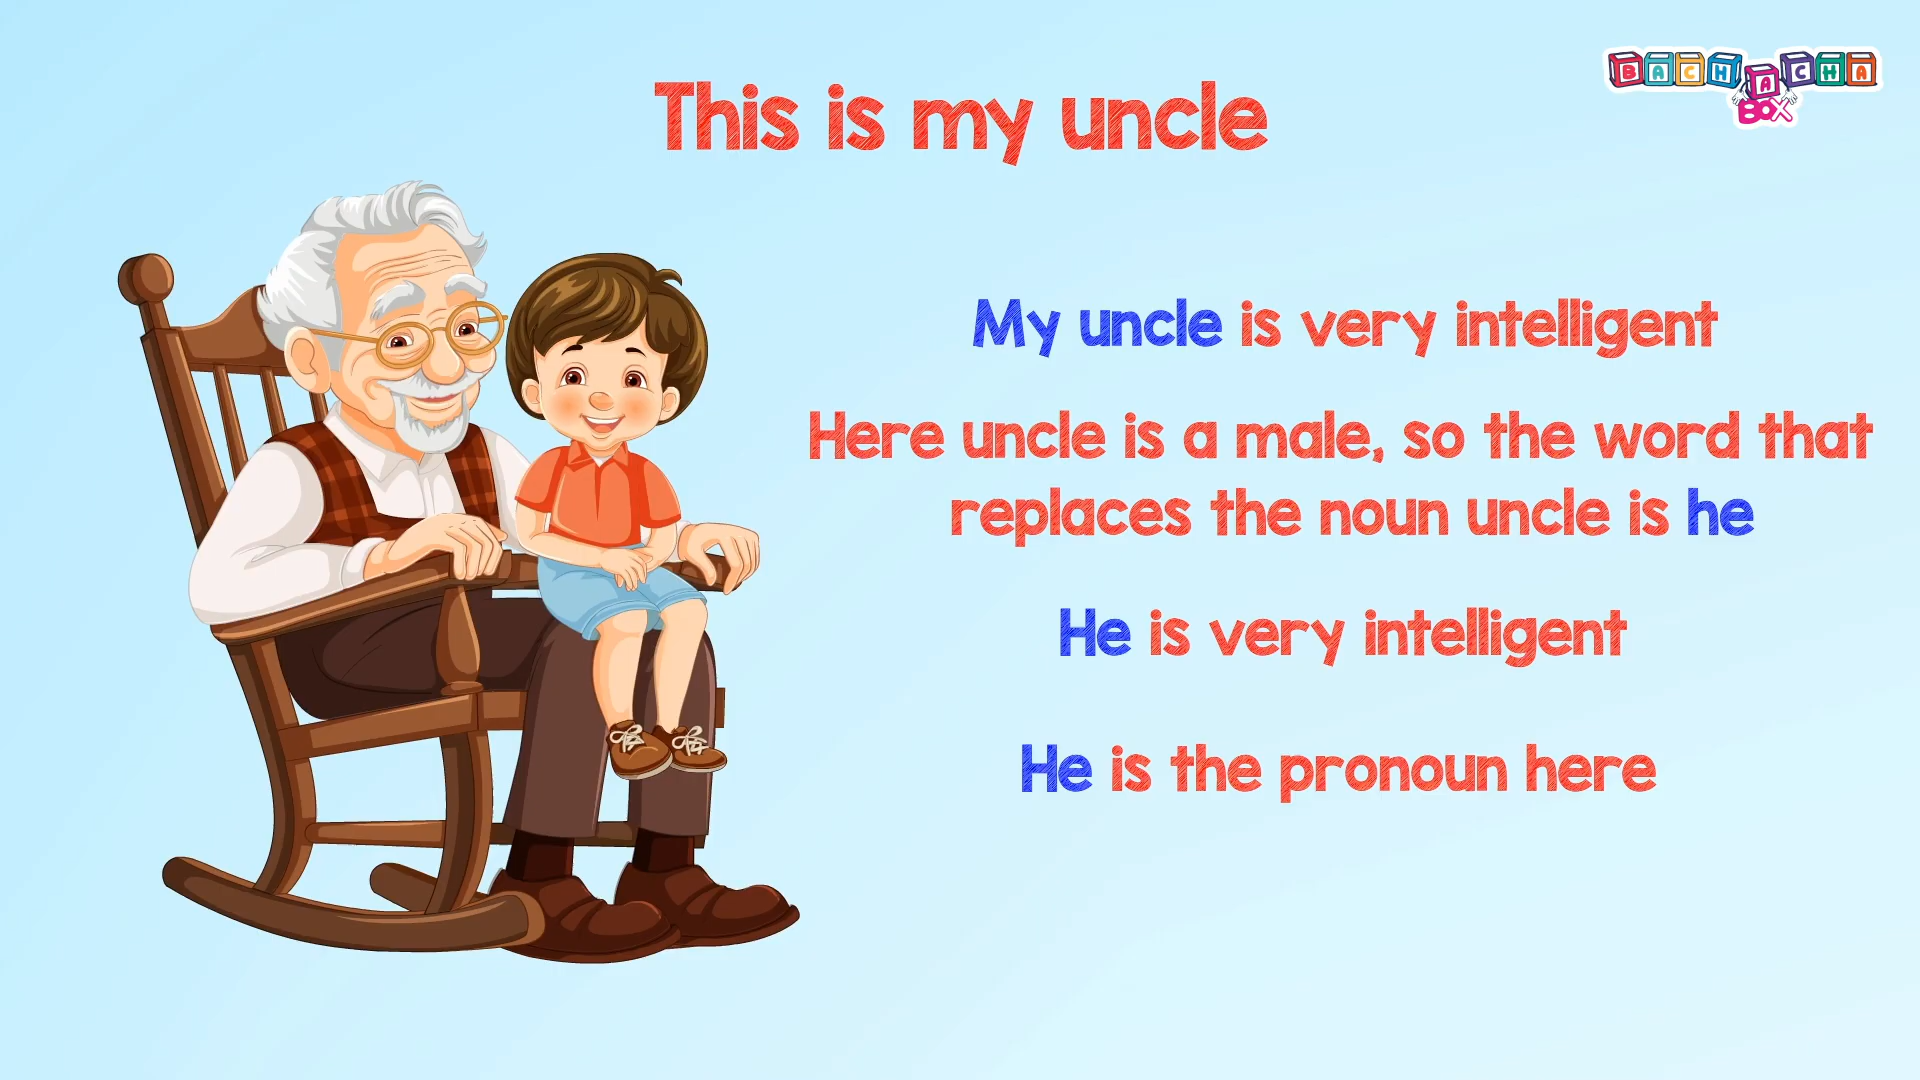 BACHACHA
BOX
This is my uncle
My uncle is very intelligent
Here uncle is a male, so the word that
replaces the noun uncle is he
He is very intelligent
He is the pronoun here